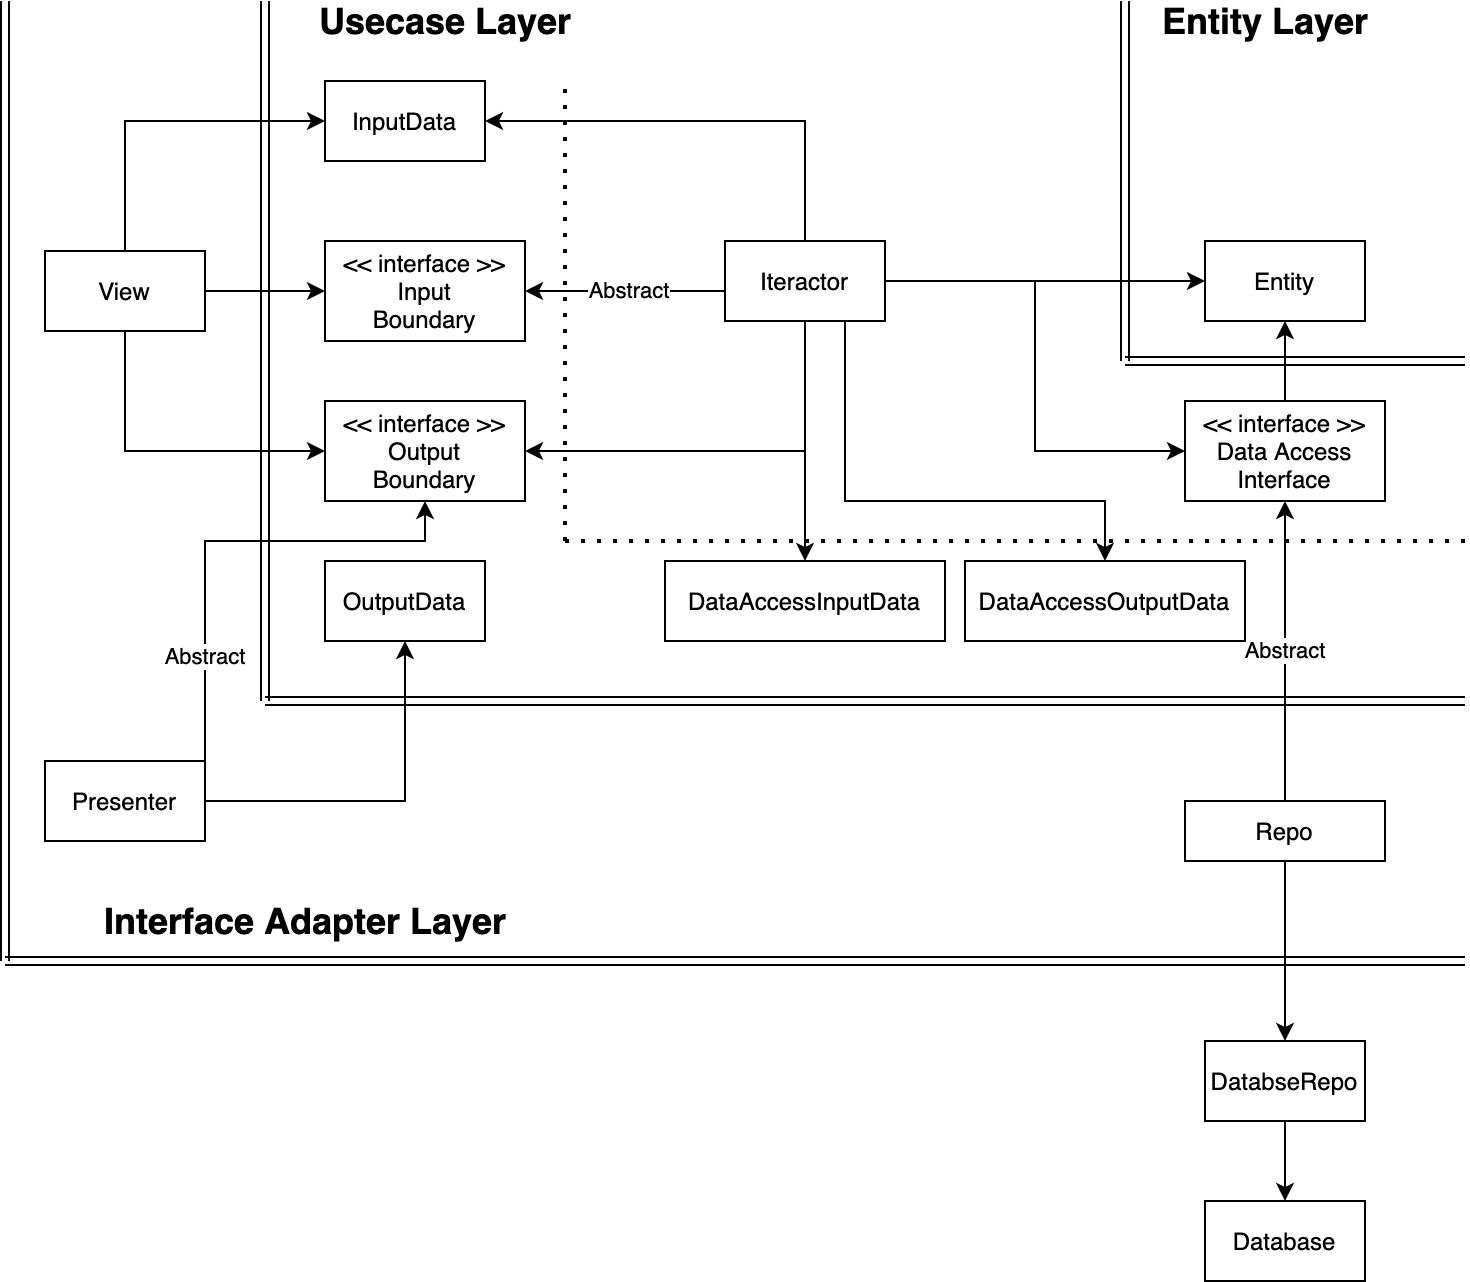 Usecase Layer
Entity Layer
InputData
View
<< interface >>
Input
Boundary
Abstract
Iteractor
Entity
<< interface >>
Output
Boundary
<< interface >>
Data Access
Interface
OutputData
DataAccessInputData
DataAccessOutputData
Abstract
Abstract
Presenter
Repo
Interface Adapter Layer
DatabseRepo
Database